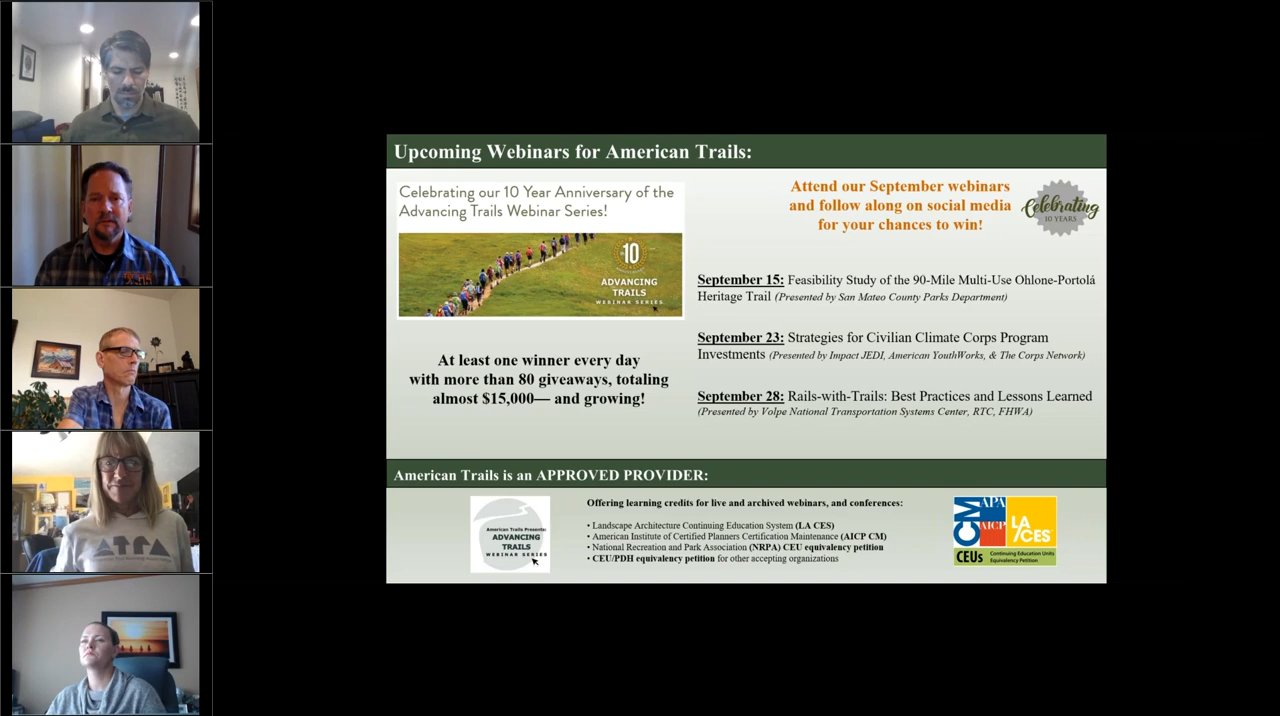 Upcoming Webinars for American Trails:
Celebrating our 10 Year Anniversary of the
Advancing Trails Webinar Series!
10
ADVANCING
TRAILS
WEBINAR SERIES
At least one winner every day
with more than 80 giveaways, totaling
almost $15,000— and growing!
Attend our September webinars
and follow along on social media
for your chances to win!
Celebrating
10 YEARS
September 15: Feasibility Study of the 90-Mile Multi-Use Ohlone-Portolá
Heritage Trail (Presented by San Mateo County Parks Department)
September 23: Strategies for Civilian Climate Corps Program
Investments (Presented by Impact JEDI, American YouthWorks, & The Corps Network)
September 28: Rails-with-Trails: Best Practices and Lessons Learned
(Presented by Volpe National Transportation Systems Center, RTC, FHWA)
American Trails is an APPROVED PROVIDER:
American Trails Presents:
ADVANCING
TRAILS
WEBINAR SERIES
Offering learning credits for live and archived webinars, and conferences:
• Landscape Architecture Continuing Education System (LA CES)
• American Institute of Certified Planners Certification Maintenance (AICP CM)
• National Recreation and Park Association (NRPA) CEU equivalency petition
• CEU/PDH equivalency petition for other accepting organizations
CM
APA
AICP
LA
/CES™
CEUs
Continuing Education Units
Equivalency Petition